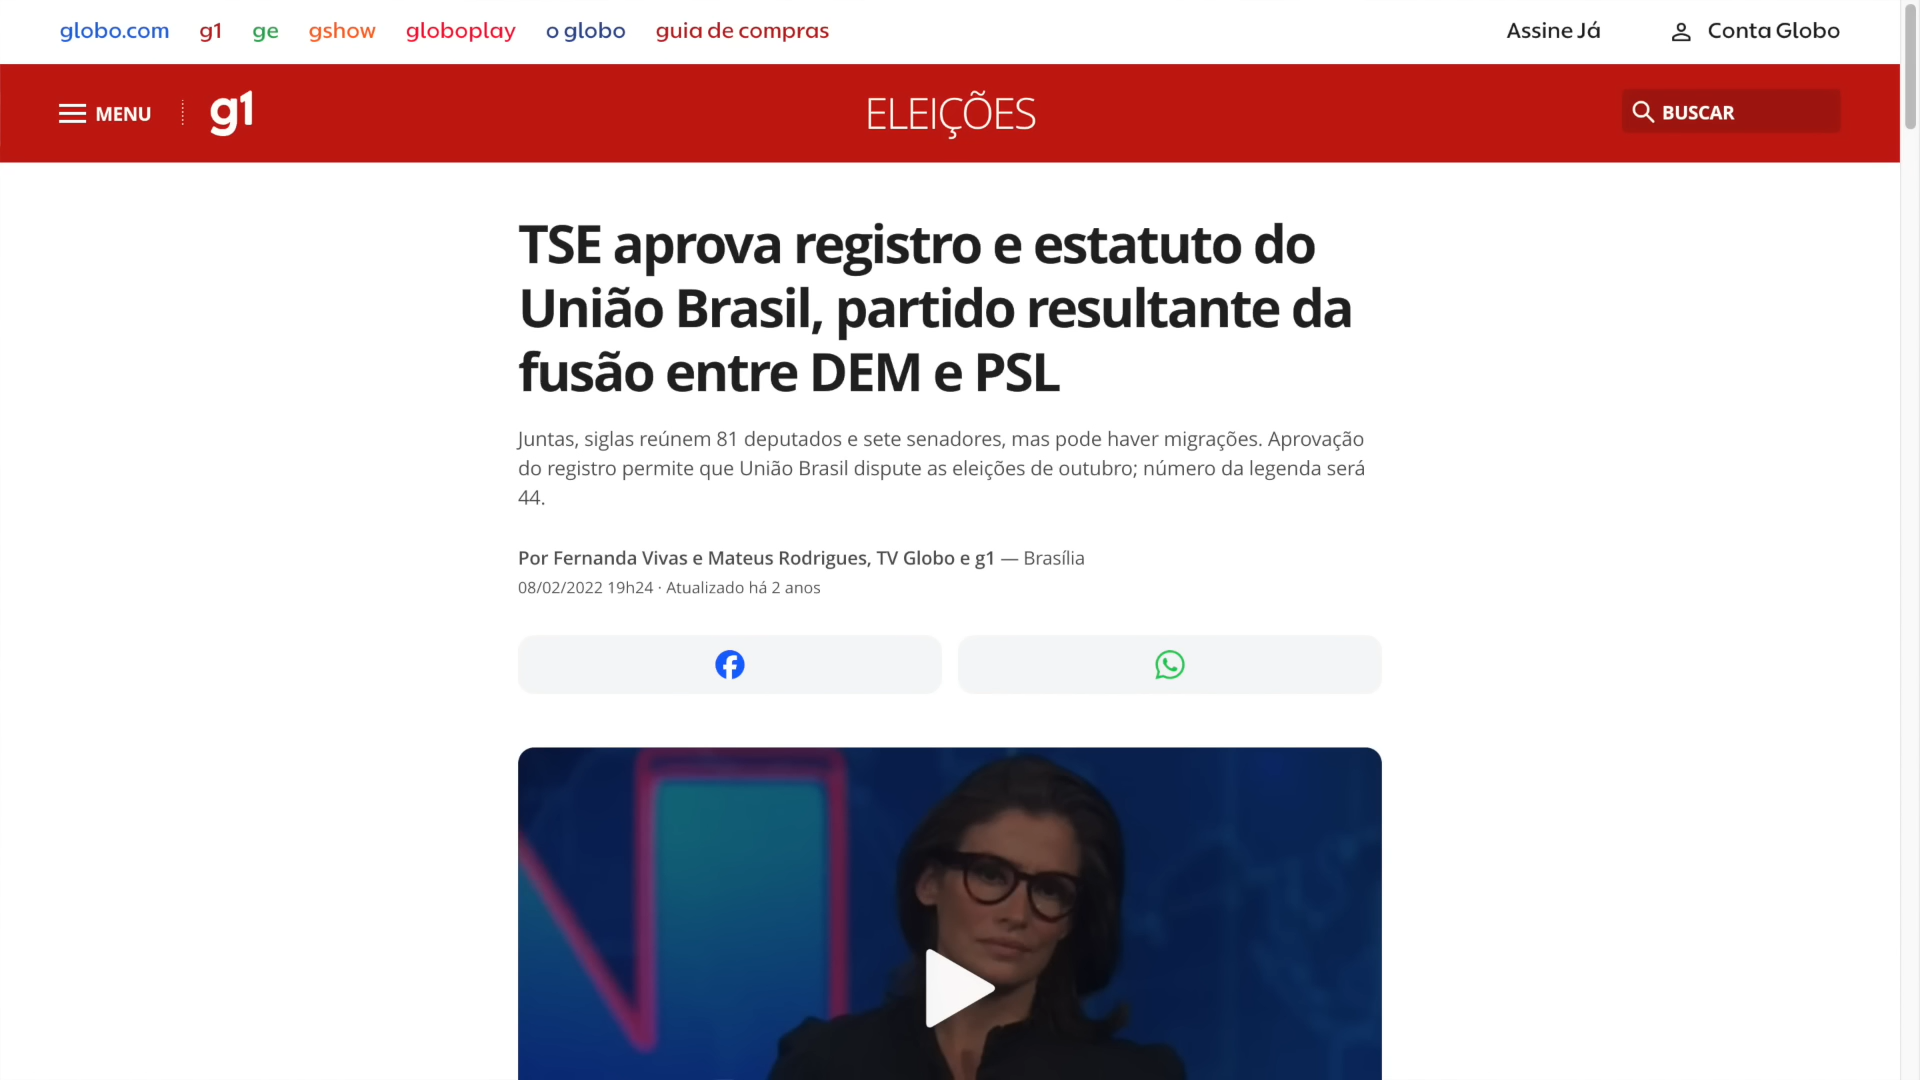 globo.com g1 ge gshow globoplay o globo guia de compras Assine Já Conta Globo
MENU g1 ELEIÇÕES BUSCAR
TSE aprova registro e estatuto do
União Brasil, partido resultante da
fusão entre DEM e PSL
Juntas, siglas reúnem 81 deputados e sete senadores, mas pode haver migrações. Aprovação
do registro permite que União Brasil dispute as eleições de outubro; número da legenda será
44.
Por Fernanda Vivas e Mateus Rodrigues, TV Globo e g1 — Brasília
08/02/2022 19h24 · Atualizado há 2 anos